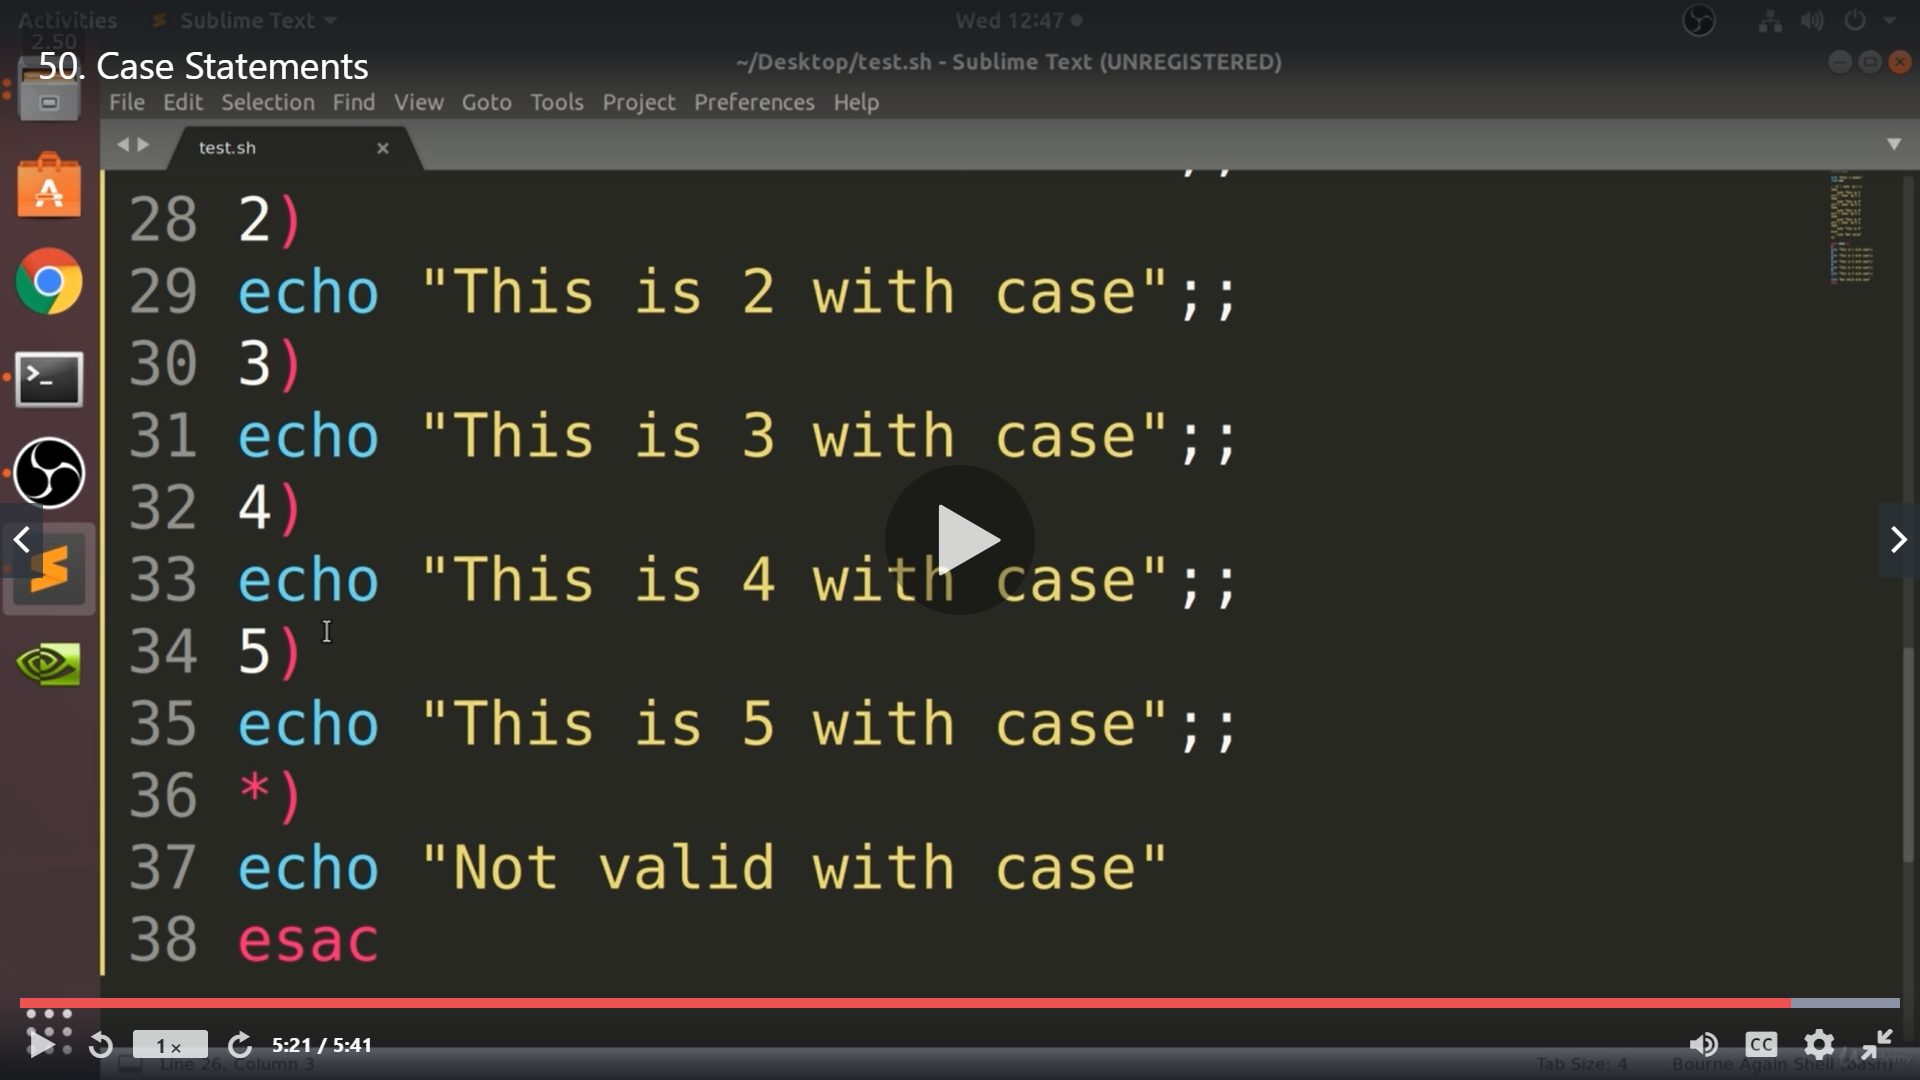 Activities
Sublime Text
Wed 12:47
2.50
50. Case Statements
~/Desktop/test.sh - Sublime Text (UNREGISTERED)
File Edit Selection Find View Goto Tools Project Preferences Help
test.sh
;;
28 2)
29 echo "This is 2 with case";;
30 3)
31 echo "This is 3 with case";;
32 4)
33 echo "This is 4 with case";;
34 5)
35 echo "This is 5 with case";;
36 *)
37 echo "Not valid with case"
38 esac
1x
5:21 / 5:41
CC
Line 26, Column 3
Tab Size: 4
Bourne Again Shell (bash)